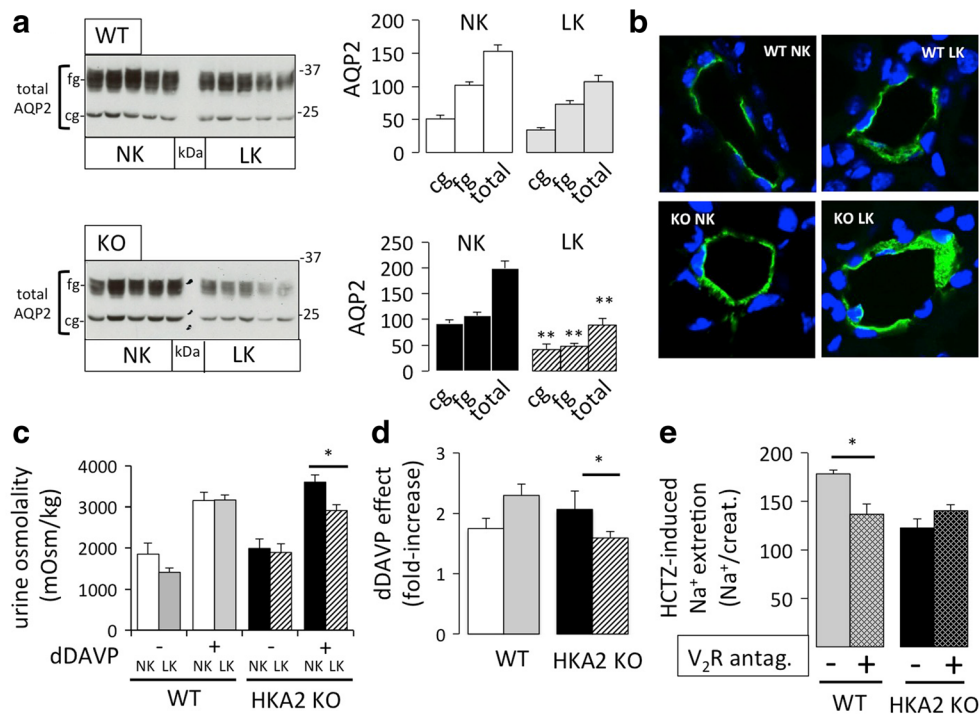 a
WT
total
AQP2
fg
cg
-37
-25
NK
kDa
LK
AQP2
200
150
100
50
0
NK
LK
cg
fg
total
cg
fg
total
KO
total
AQP2
fg
cg
-37
-25
NK
kDa
LK
AQP2
250
200
150
100
50
0
NK
LK
** ** **
cg
fg
total
cg
fg
total
b
WT NK
WT LK
KO NK
KO LK
c
urine osmolality
(mOsm/kg)
4000
3000
2000
1000
0
*
dDAVP
- + - +
NK LK NK LK NK LK NK LK
WT
HKA2 KO
d
dDAVP effect
(fold-increase)
3
2
1
0
*
WT
HKA2 KO
e
HCTZ-induced
Na+ extretion
(Na+/creat.)
200
150
100
50
*
V2R antag.
- + - +
WT
HKA2 KO